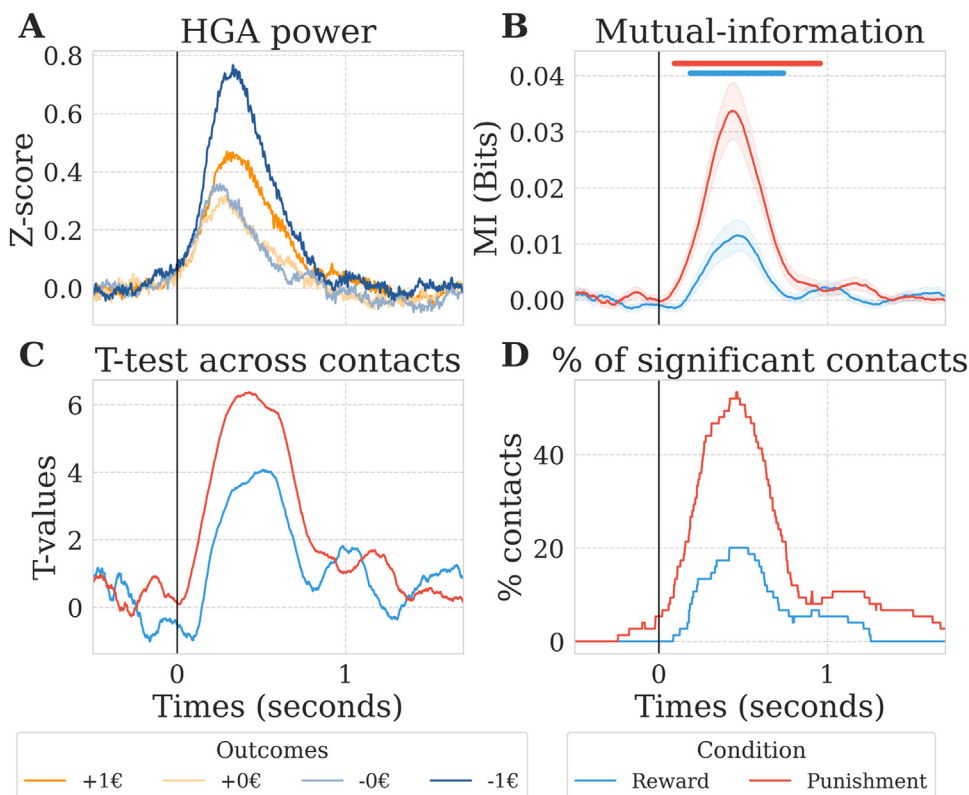 A HGA power
0.8
0.6
0.4
0.2
0.0
Z-score
B Mutual-information
0.04
0.03
0.02
0.01
0.00
MI (Bits)
C T-test across contacts
6
4
2
0
T-values
0 1
Times (seconds)
D % of significant contacts
40
20
0
% contacts
0 1
Times (seconds)
Outcomes
+1€ +0€ -0€ -1€
Condition
Reward Punishment